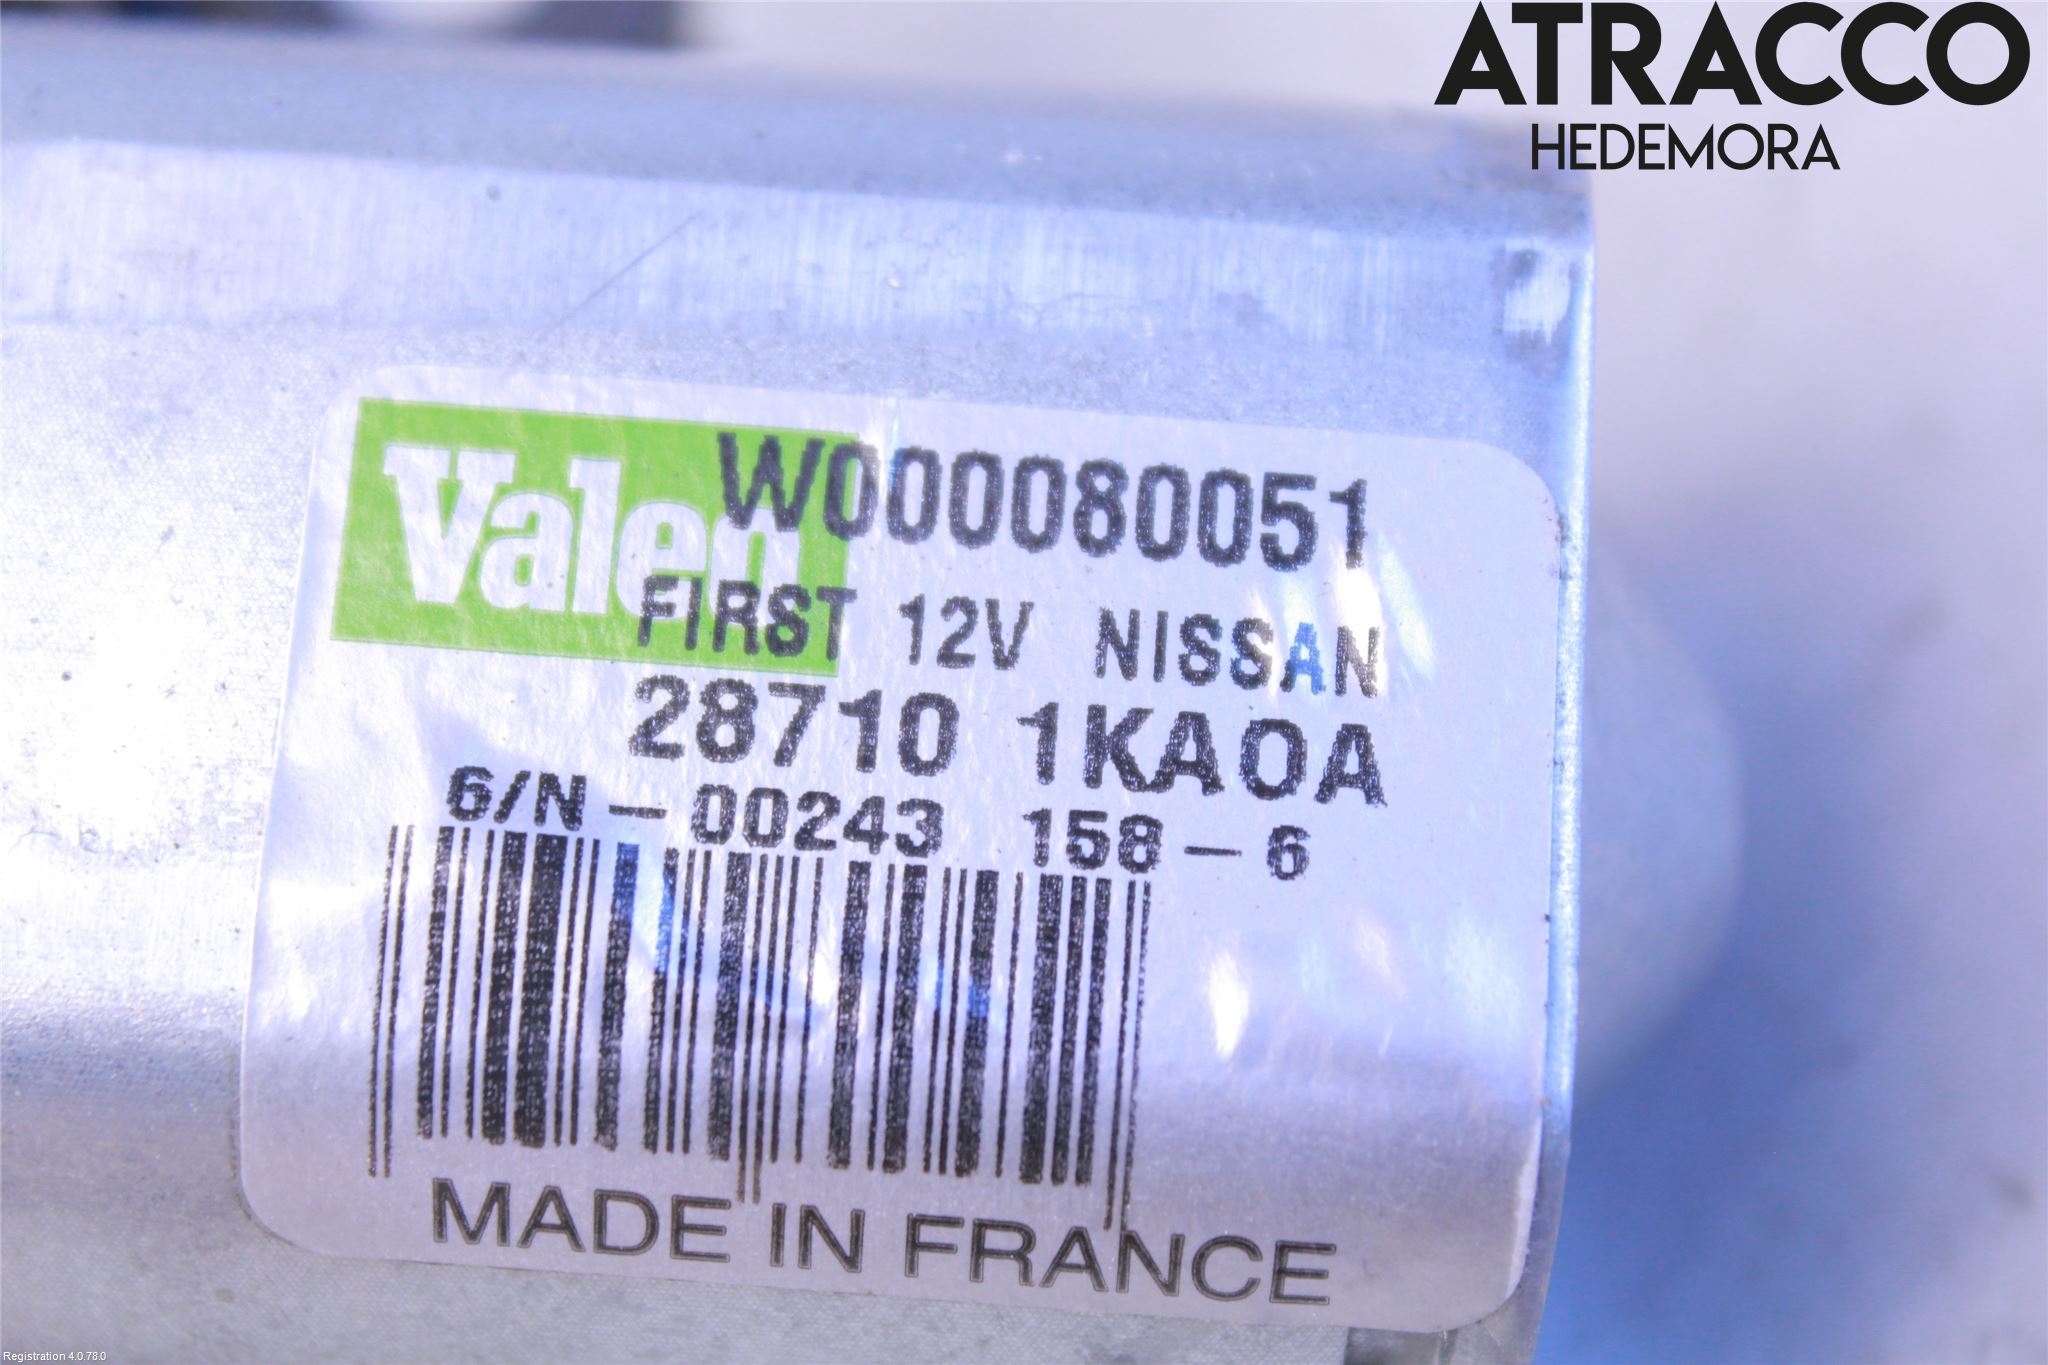 ATRACCO
HEDEMORA
Valeo
W000080051
FIRST 12V NISSAN
28710 1KA0A
6/N - 00243 158 - 6
MADE IN FRANCE
Registration 4.0.78.0